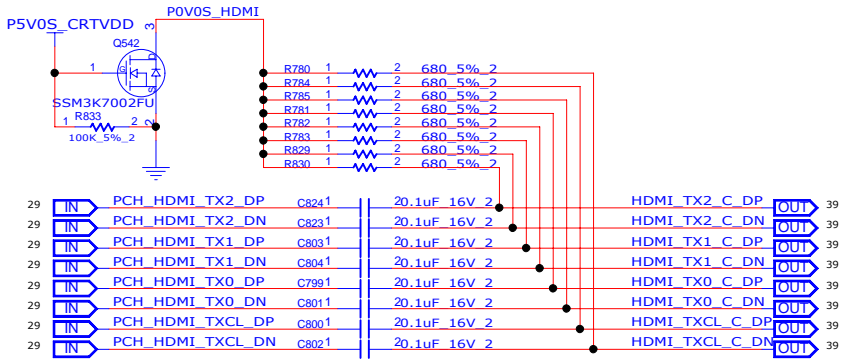 P5V0S_CRTVDD
P0V0S_HDMI
3
Q542
D
1
G
S
SSM3K7002FU
R833
1
2
2
100K_5%_2
R780 1 2 680_5%_2
R784 1 2 680_5%_2
R785 1 2 680_5%_2
R781 1 2 680_5%_2
R782 1 2 680_5%_2
R783 1 2 680_5%_2
R829 1 2 680_5%_2
R830 1 2 680_5%_2
29 IN PCH_HDMI_TX2_DP C824 1 2 0.1uF_16V_2 HDMI_TX2_C_DP OUT 39
29 IN PCH_HDMI_TX2_DN C823 1 2 0.1uF_16V_2 HDMI_TX2_C_DN OUT 39
29 IN PCH_HDMI_TX1_DP C803 1 2 0.1uF_16V_2 HDMI_TX1_C_DP OUT 39
29 IN PCH_HDMI_TX1_DN C804 1 2 0.1uF_16V_2 HDMI_TX1_C_DN OUT 39
29 IN PCH_HDMI_TX0_DP C799 1 2 0.1uF_16V_2 HDMI_TX0_C_DP OUT 39
29 IN PCH_HDMI_TX0_DN C801 1 2 0.1uF_16V_2 HDMI_TX0_C_DN OUT 39
29 IN PCH_HDMI_TXCL_DP C800 1 2 0.1uF_16V_2 HDMI_TXCL_C_DP OUT 39
29 IN PCH_HDMI_TXCL_DN C802 1 2 0.1uF_16V_2 HDMI_TXCL_C_DN OUT 39